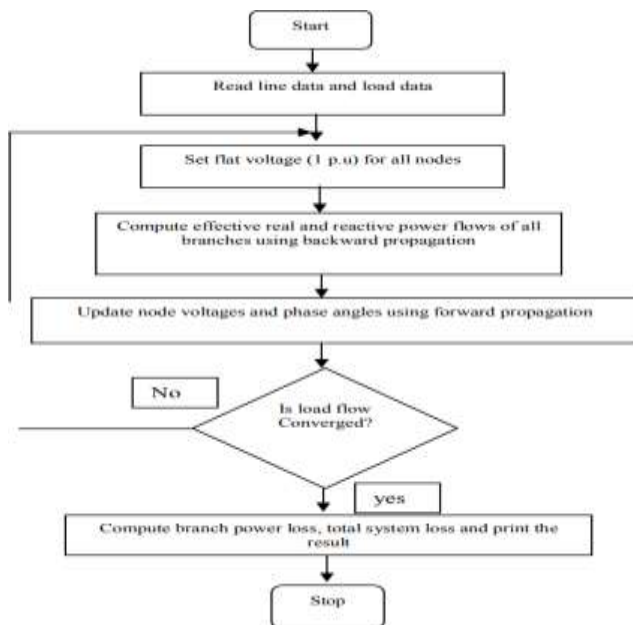 Start
Read line data and load data
Set flat voltage (1 p.u) for all nodes
Compute effective real and reactive power flows of all
branches using backward propagation
Update node voltages and phase angles using forward propagation
No
Is load flow
Converged?
yes
Compute branch power loss, total system loss and print the
result
Stop